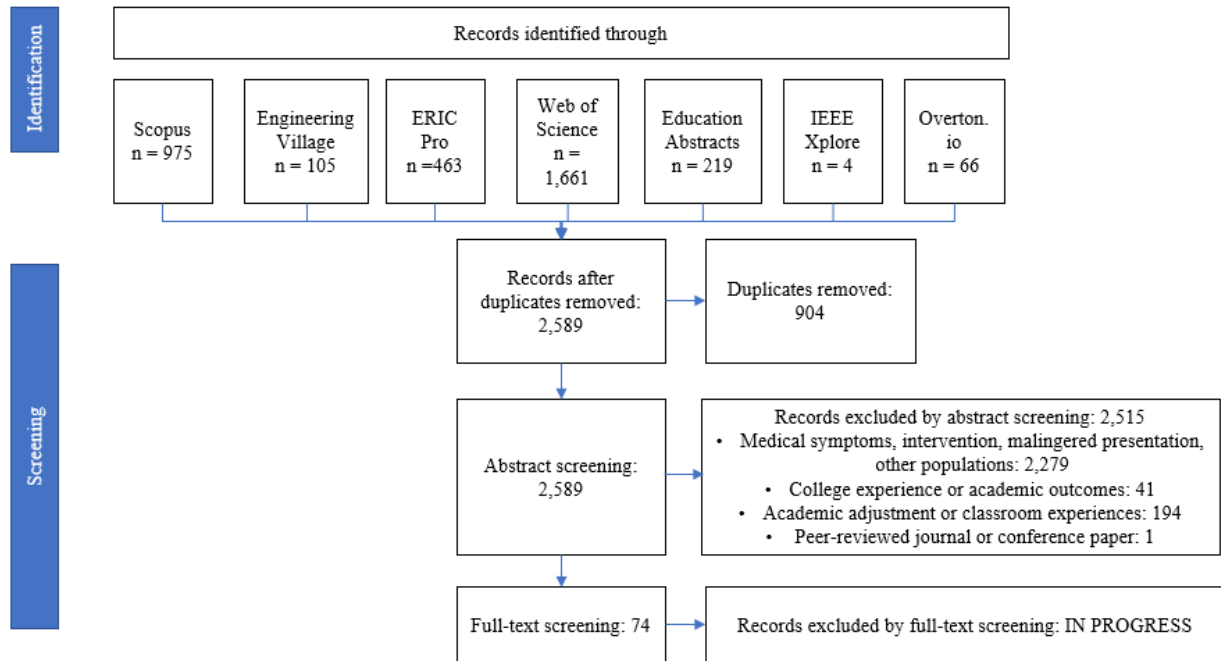 Identification
Records identified through
Scopus
n = 975
Engineering
Village
n = 105
ERIC
Pro
n =463
Web of
Science
n =
1,661
Education
Abstracts
n = 219
IEEE
Xplore
n = 4
Overton.
io
n = 66
Screening
Records after
duplicates removed:
2,589
Duplicates removed:
904
Abstract screening:
2,589
Records excluded by abstract screening: 2,515
• Medical symptoms, intervention, malingered presentation,
other populations: 2,279
• College experience or academic outcomes: 41
• Academic adjustment or classroom experiences: 194
• Peer-reviewed journal or conference paper: 1
Full-text screening: 74
Records excluded by full-text screening: IN PROGRESS